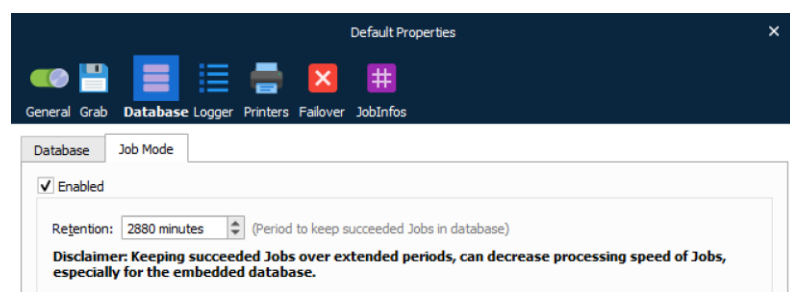 Default Properties
General Grab Database Logger Printers Failover JobInfos
Database Job Mode
Enabled
Retention: 2880 minutes (Period to keep succeeded Jobs in database)
Disclaimer: Keeping succeeded Jobs over extended periods, can decrease processing speed of Jobs,
especially for the embedded database.